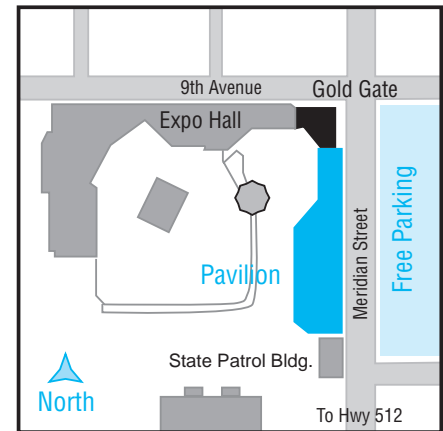 9th Avenue
Gold Gate
Expo Hall
Free Parking
Meridian Street
Pavilion
State Patrol Bldg.
North
To Hwy 512